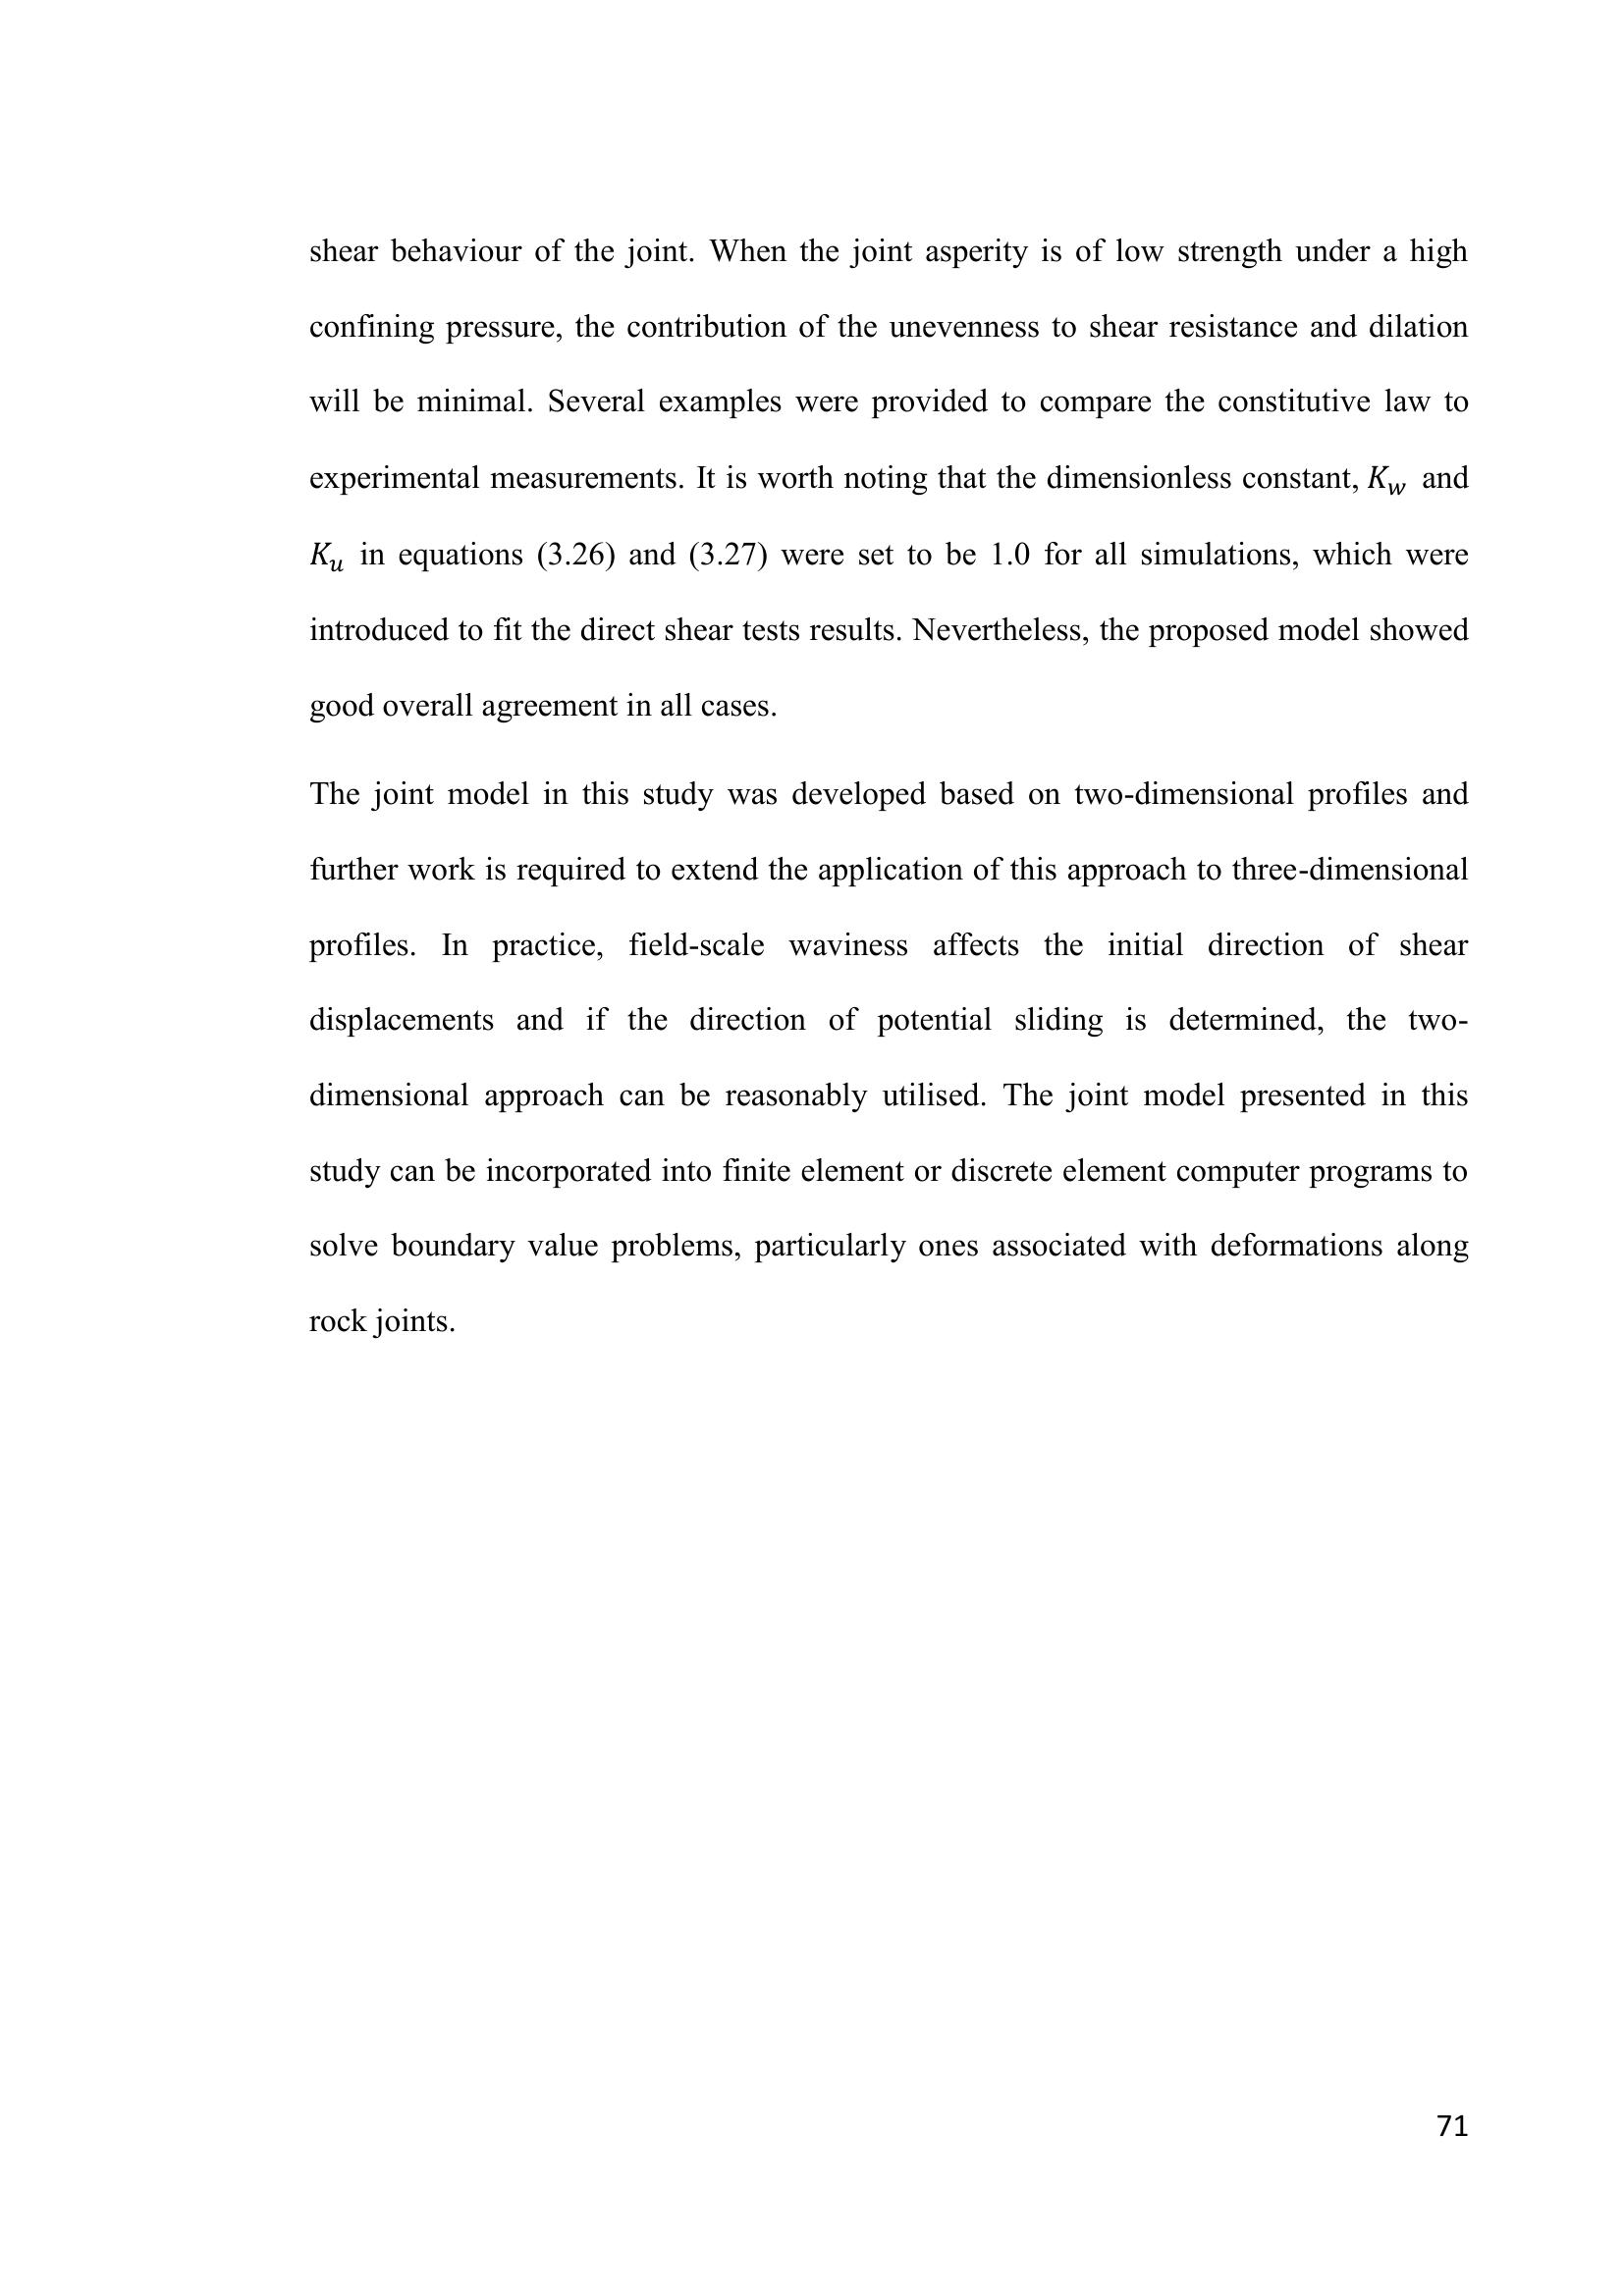 shear behaviour of the joint. When the joint asperity is of low strength under a high
confining pressure, the contribution of the unevenness to shear resistance and dilation
will be minimal. Several examples were provided to compare the constitutive law to
experimental measurements. It is worth noting that the dimensionless constant, K_w and
K_u in equations (3.26) and (3.27) were set to be 1.0 for all simulations, which were
introduced to fit the direct shear tests results. Nevertheless, the proposed model showed
good overall agreement in all cases.
The joint model in this study was developed based on two-dimensional profiles and
further work is required to extend the application of this approach to three-dimensional
profiles. In practice, field-scale waviness affects the initial direction of shear
displacements and if the direction of potential sliding is determined, the two-
dimensional approach can be reasonably utilised. The joint model presented in this
study can be incorporated into finite element or discrete element computer programs to
solve boundary value problems, particularly ones associated with deformations along
rock joints.
71